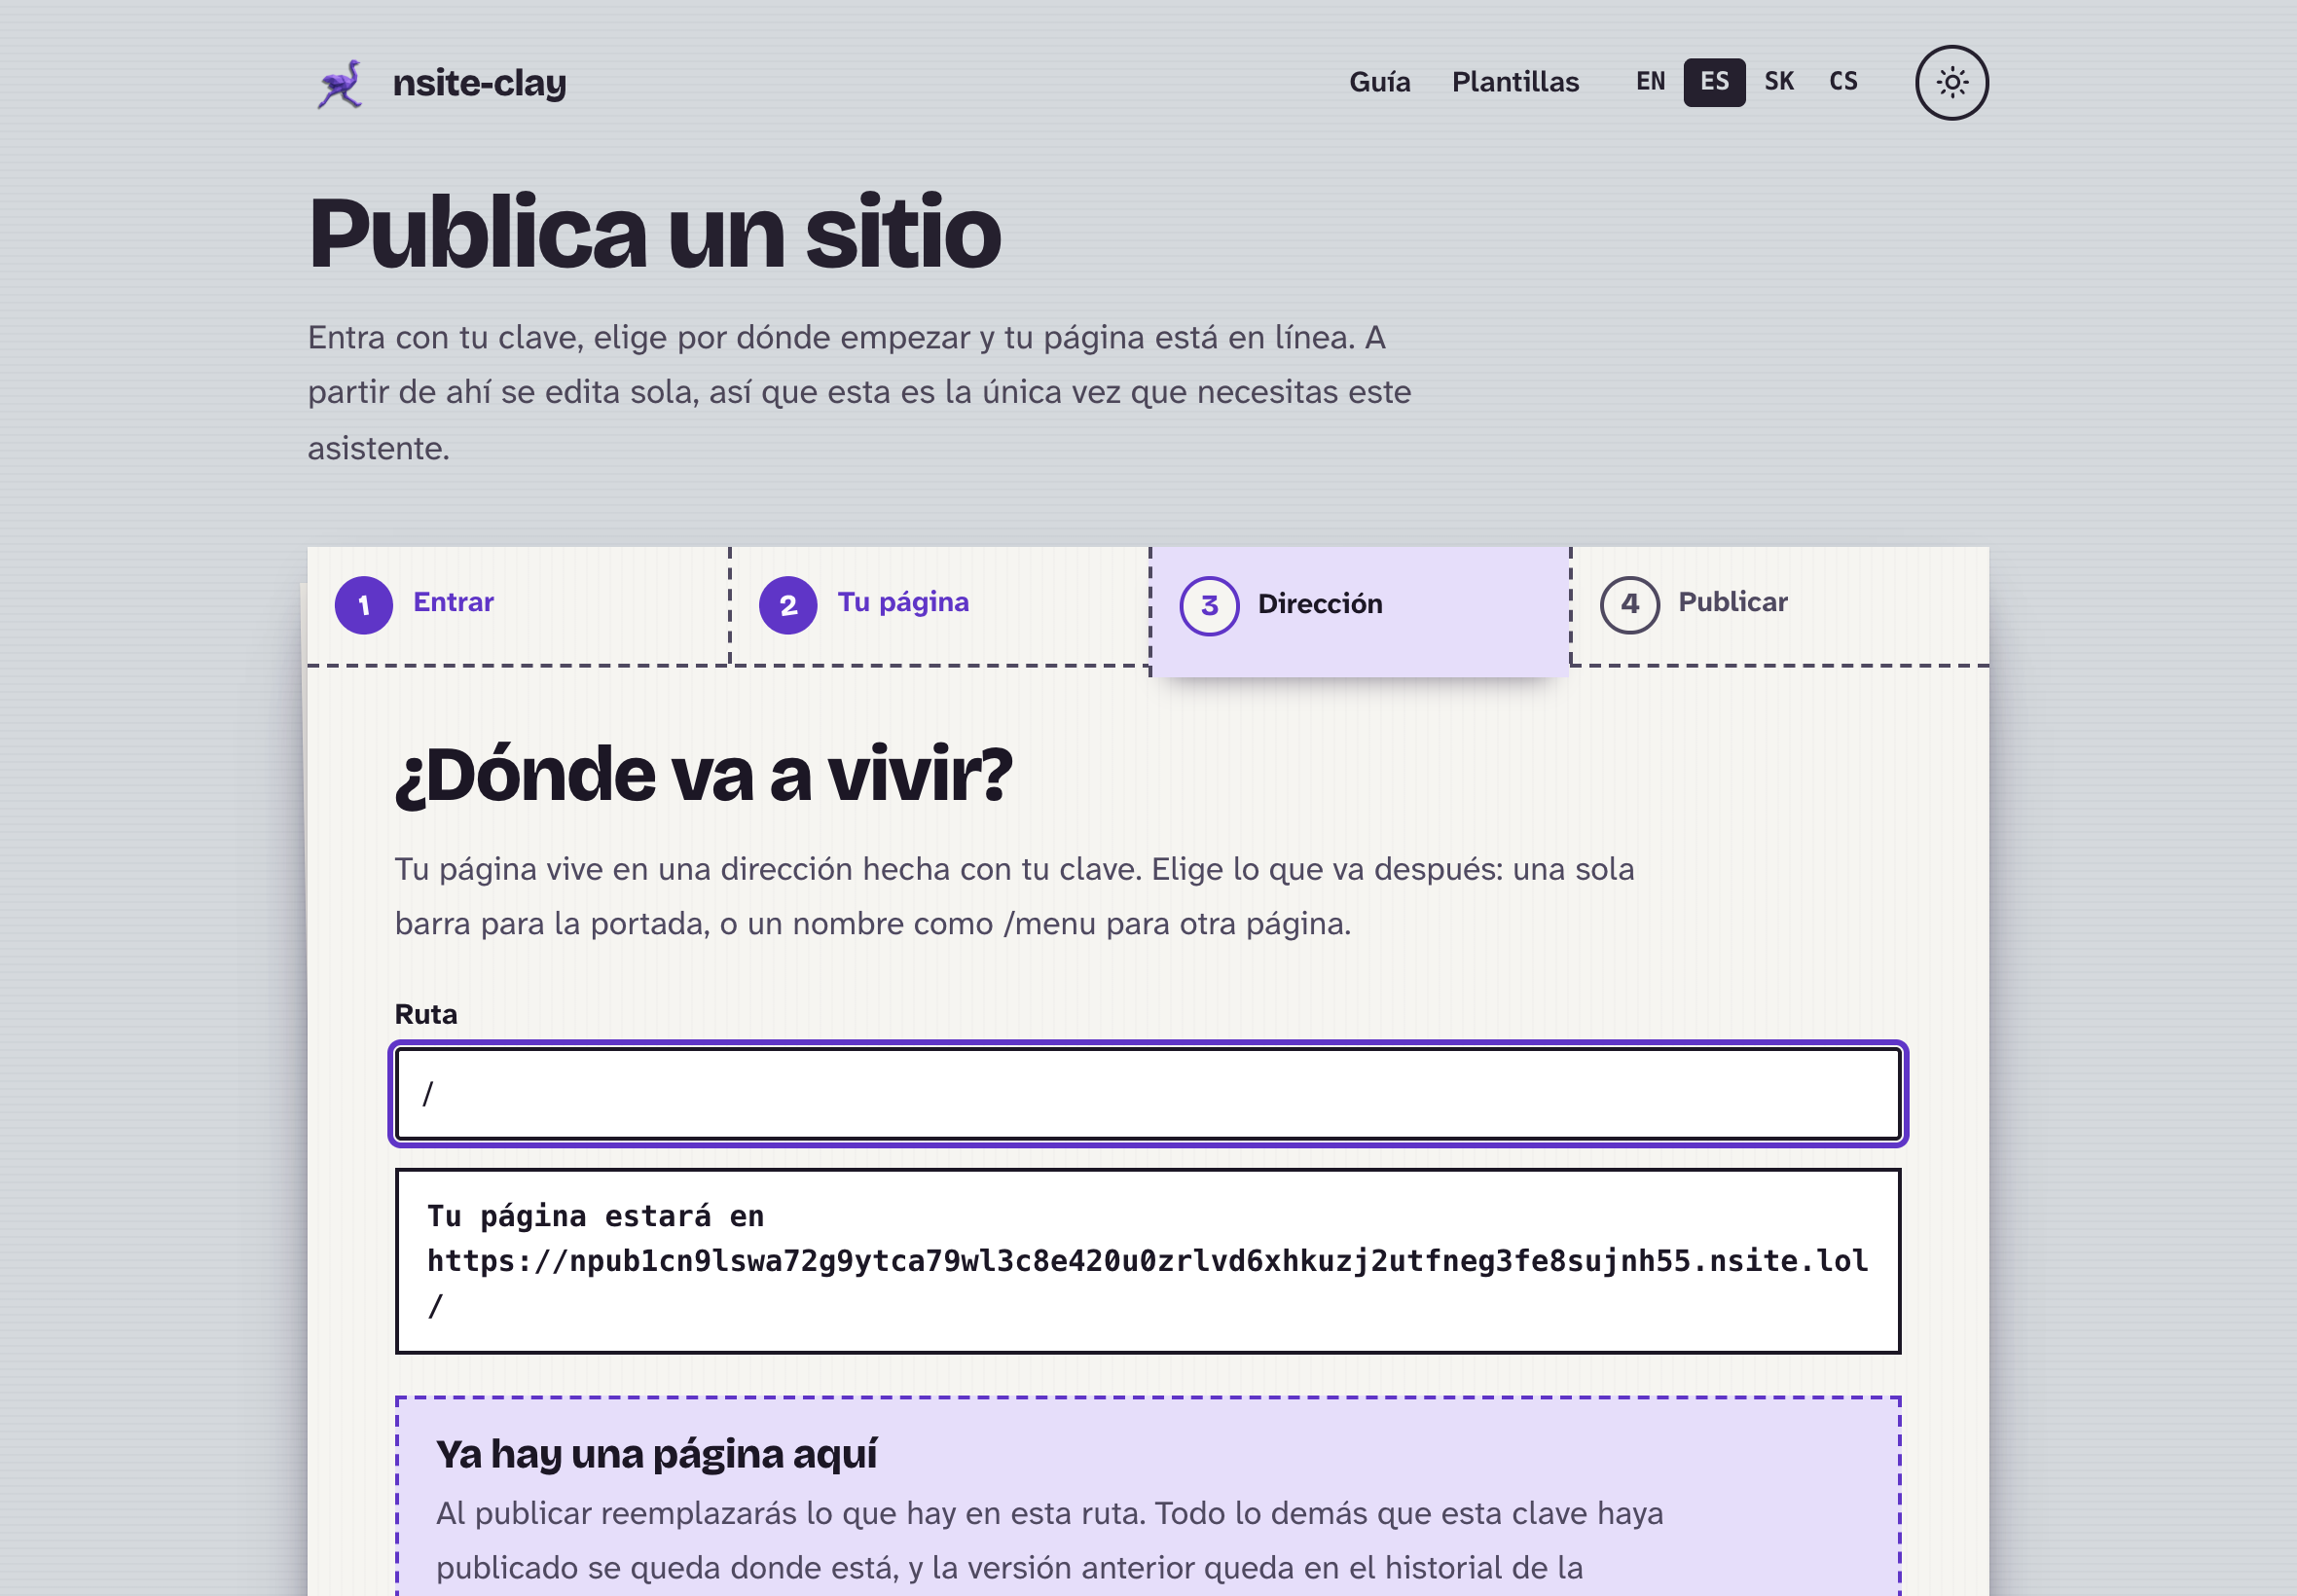 nsite-clay
Guía
Plantillas
EN
ES
SK
CS
Publica un sitio
Entra con tu clave, elige por dónde empezar y tu página está en línea. A
partir de ahí se edita sola, así que esta es la única vez que necesitas este
asistente.
1 Entrar
2 Tu página
3 Dirección
4 Publicar
¿Dónde va a vivir?
Tu página vive en una dirección hecha con tu clave. Elige lo que va después: una sola
barra para la portada, o un nombre como /menu para otra página.
Ruta
/
Tu página estará en
https://npub1cn9lswa72g9ytca79wl3c8e420u0zrlvd6xhkuzj2utfneg3fe8sujnh55.nsite.lol
/
Ya hay una página aquí
Al publicar reemplazarás lo que hay en esta ruta. Todo lo demás que esta clave haya
publicado se queda donde está, y la versión anterior queda en el historial de la